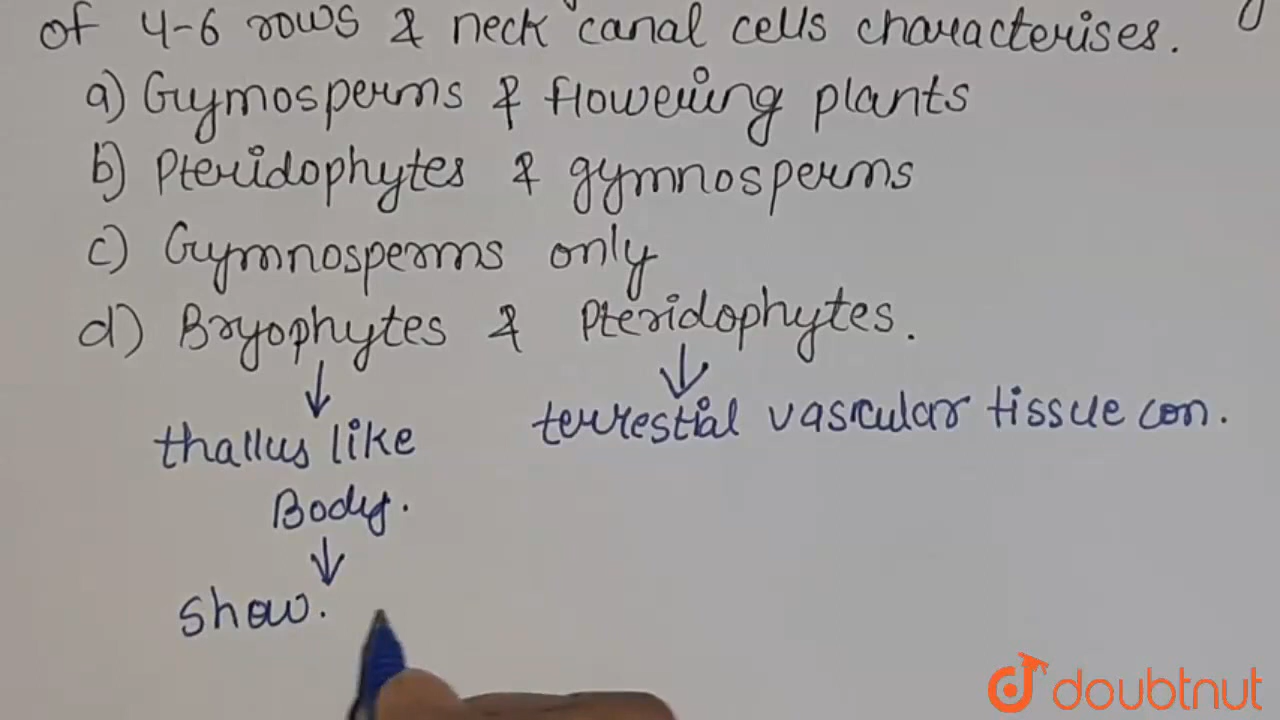 of 4-6 rows & neck canal cells characterises.
a) Gymosperms & flowering plants
b) Pteridophytes & gymnosperms
c) Gymnosperms only
d) Bryophytes & Pteridophytes.
↓ ↓
thallus like terrestial vascular tissue con.
Body.
↓
show.
doubtnut